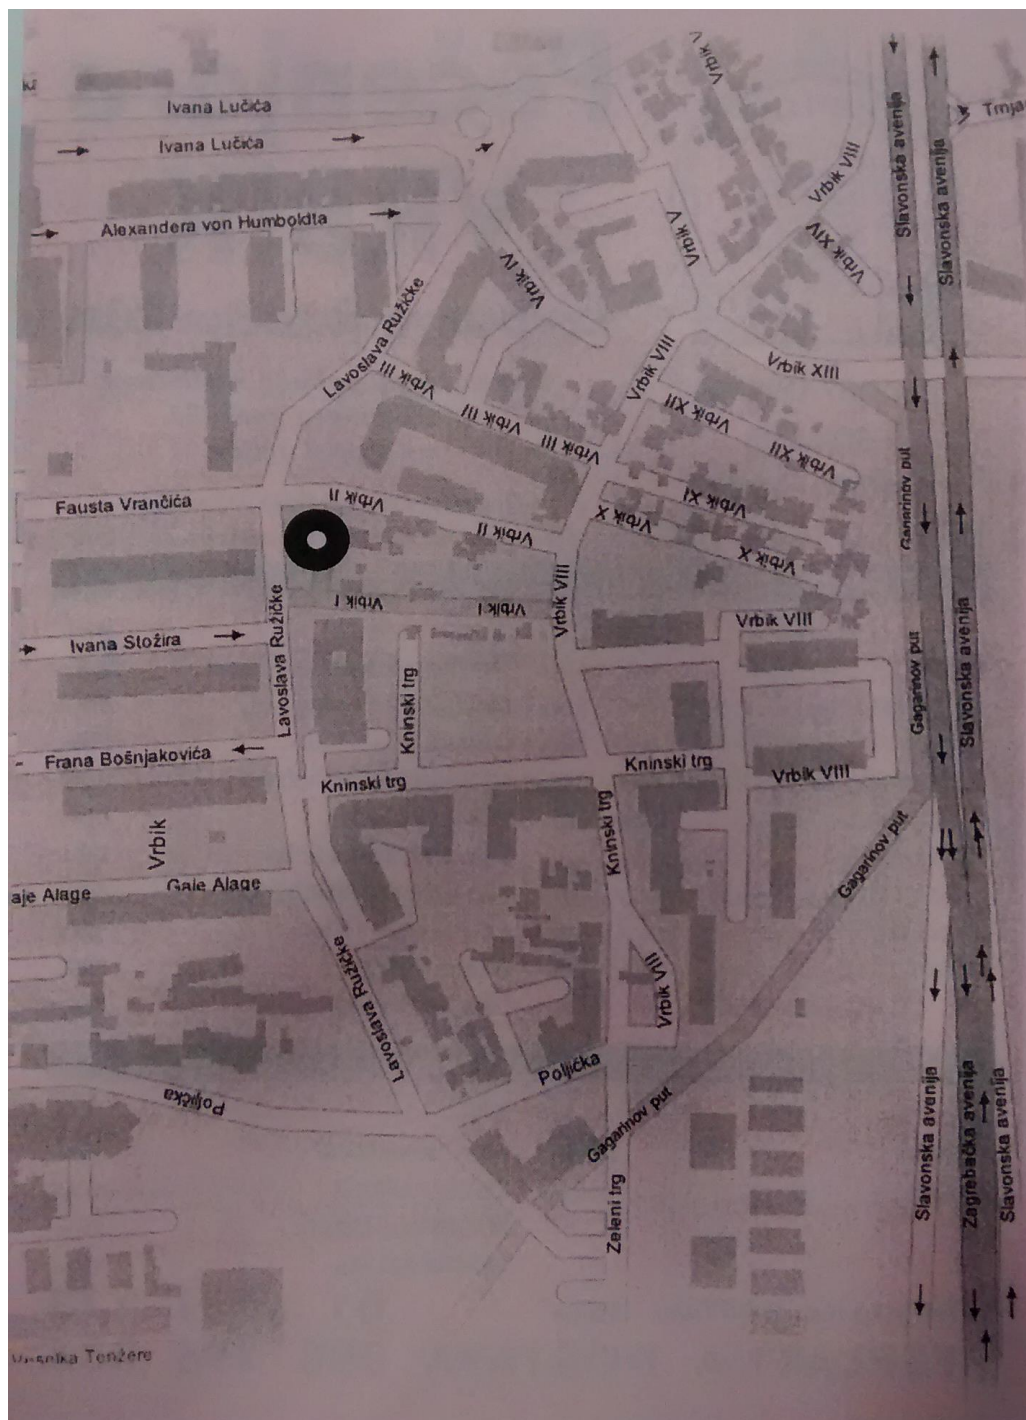 Vrbik V
Ivana Lučića
Ivana Lučića
Slavonska avenija
Slavonska avenija
Vrbik VIII
Alexandera von Humboldta
Vrbik V
Vrbik XIV
Vrbik IV
Lavoslava Ružičke
Vrbik VIII
Vrbik XIII
Vrbik III
Vrbik III
Vrbik III
Vrbik XII
Vrbik XII
Fausta Vrančića
Vrbik II
Vrbik II
Vrbik XI
Vrbik X
Vrbik X
Gagarinov put
Vrbik I
Vrbik I
Vrbik VIII
Vrbik VIII
Ivana Stožira
Lavoslava Ružičke
Kninski trg
Gagarinov put
Slavonska avenija
Frana Bošnjakovića
Kninski trg
Kninski trg
Vrbik VIII
Vrbik
Kninski trg
Gagarinov put
aje Alage
Gaje Alage
Lavoslava Ružičke
Vrbik VIII
Poljička
Poljička
Gagarinov put
Zeleni trg
Slavonska avenija
Zagrebačka avenija
Slavonska avenija
Tenžere